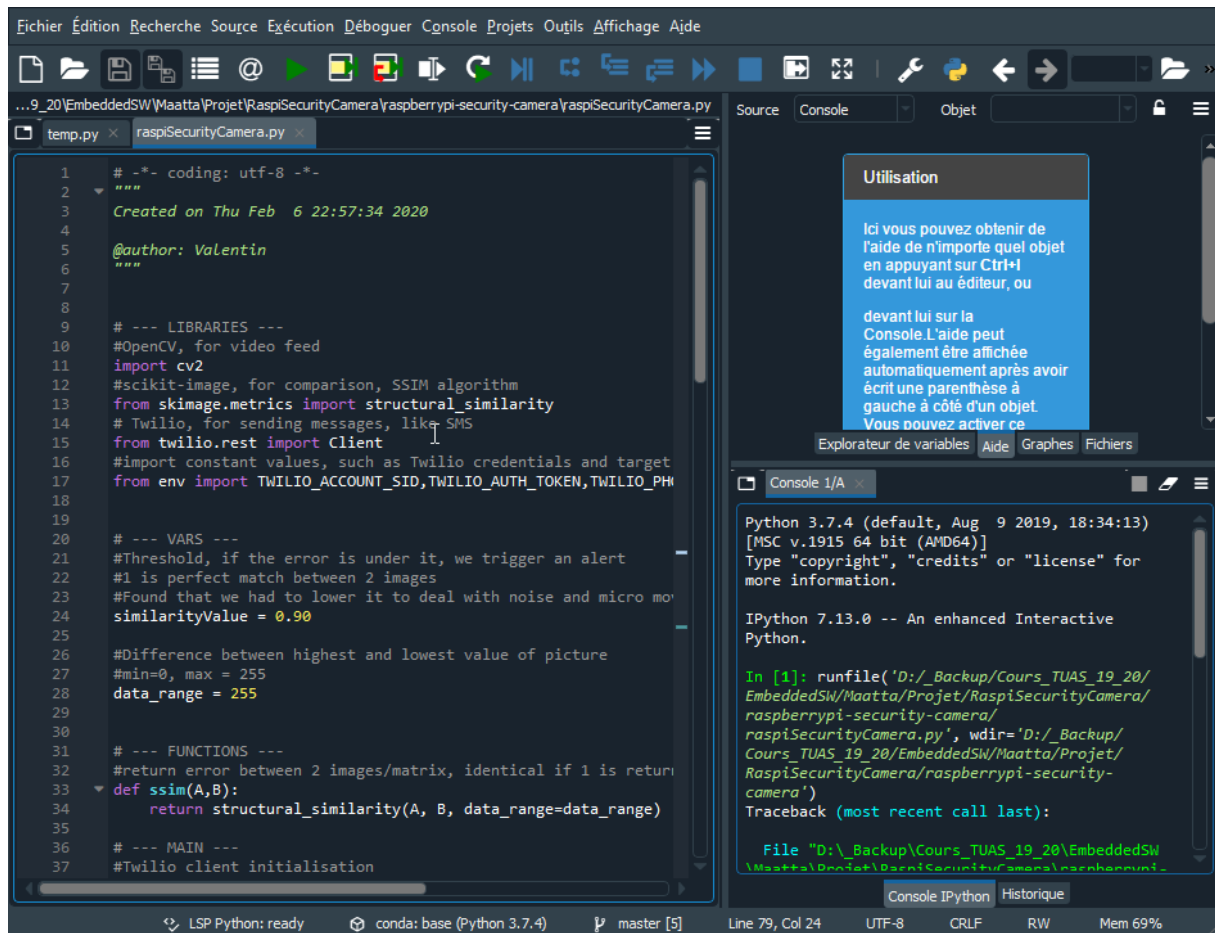 Fichier Édition Recherche Source Exécution Déboguer Console Projets Outils Affichage Aide
...9_20\EmbeddedSW\Maatta\Projet\RaspiSecurityCamera\raspberrypi-security-camera\raspiSecurityCamera.py
temp.py
raspiSecurityCamera.py
1 # -*- coding: utf-8 -*-
2 """
3 Created on Thu Feb  6 22:57:34 2020
4
5 @author: Valentin
6 """
7
8
9 # --- LIBRARIES ---
10 #OpenCV, for video feed
11 import cv2
12 #scikit-image, for comparison, SSIM algorithm
13 from skimage.metrics import structural_similarity
14 # Twilio, for sending messages, like SMS
15 from twilio.rest import Client
16 #import constant values, such as Twilio credentials and target
17 from env import TWILIO_ACCOUNT_SID,TWILIO_AUTH_TOKEN,TWILIO_PH
18
19
20 # --- VARS ---
21 #Threshold, if the error is under it, we trigger an alert
22 #1 is perfect match between 2 images
23 #Found that we had to lower it to deal with noise and micro mo
24 similarityValue = 0.90
25
26 #Difference between highest and lowest value of picture
27 #min=0, max = 255
28 data_range = 255
29
30
31 # --- FUNCTIONS ---
32 #return error between 2 images/matrix, identical if 1 is retur
33 def ssim(A,B):
34     return structural_similarity(A, B, data_range=data_range)
35
36 # --- MAIN ---
37 #Twilio client initialisation
Source Console Objet
Utilisation
Ici vous pouvez obtenir de
l'aide de n'importe quel objet
en appuyant sur Ctrl+I
devant lui au éditeur, ou
devant lui sur la
Console.L'aide peut
également être affichée
automatiquement après avoir
écrit une parenthèse à
gauche à côté d'un objet.
Vous pouvez activer ce
Explorateur de variables Aide Graphes Fichiers
Console 1/A
Python 3.7.4 (default, Aug  9 2019, 18:34:13)
[MSC v.1915 64 bit (AMD64)]
Type "copyright", "credits" or "license" for
more information.
IPython 7.13.0 -- An enhanced Interactive
Python.
In [1]: runfile('D:/_Backup/Cours_TUAS_19_20/
EmbeddedSW/Maatta/Projet/RaspiSecurityCamera/
raspberrypi-security-camera/
raspiSecurityCamera.py', wdir='D:/_Backup/
Cours_TUAS_19_20/EmbeddedSW/Maatta/Projet/
RaspiSecurityCamera/raspberrypi-security-
camera')
Traceback (most recent call last):
File "D:\_Backup\Cours_TUAS_19_20\EmbeddedSW
\Maatta\Projet\RaspiSecurityCamera\raspberrypi-
Console IPython Historique
LSP Python: ready conda: base (Python 3.7.4) master [5] Line 79, Col 24 UTF-8 CRLF RW Mem 69%